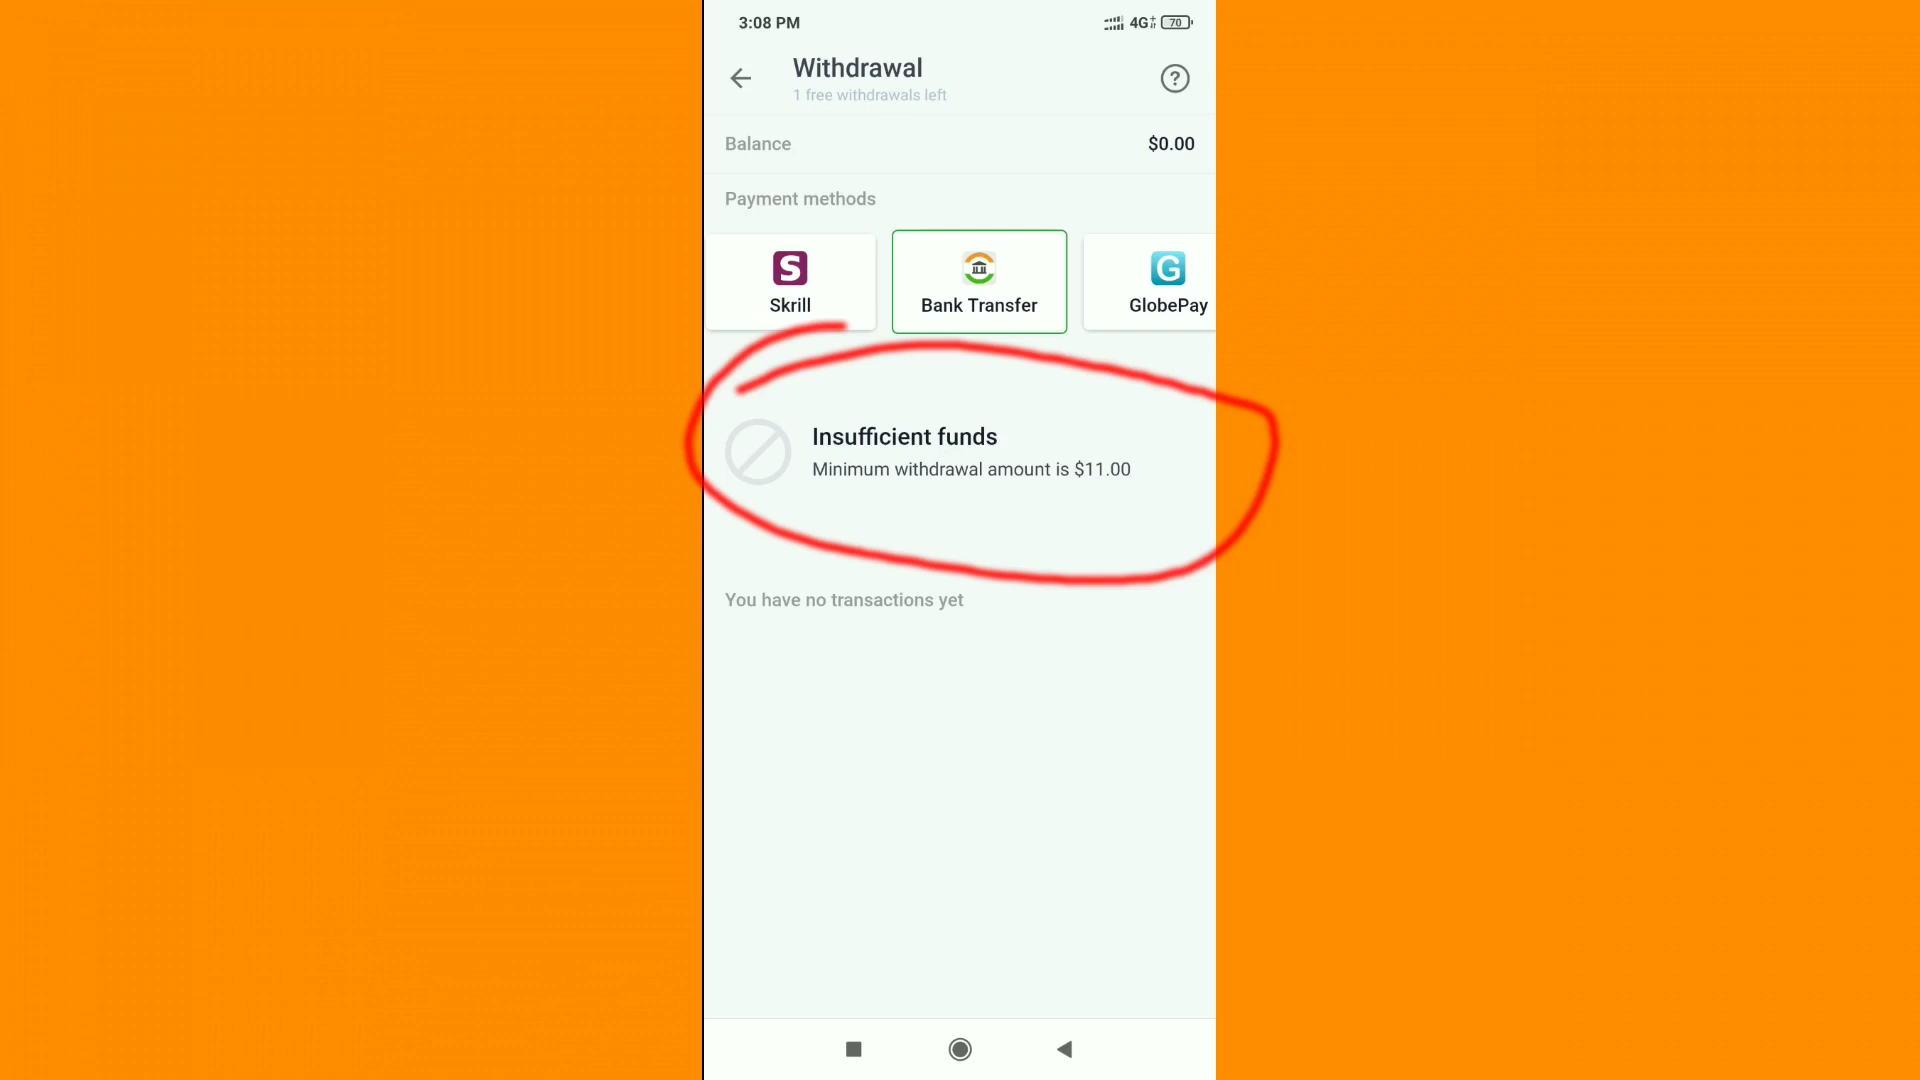 3:08 PM 4G+ 70
Withdrawal
1 free withdrawals left
?
Balance $0.00
Payment methods
S G
Skrill Bank Transfer GlobePay
Insufficient funds
Minimum withdrawal amount is $11.00
You have no transactions yet